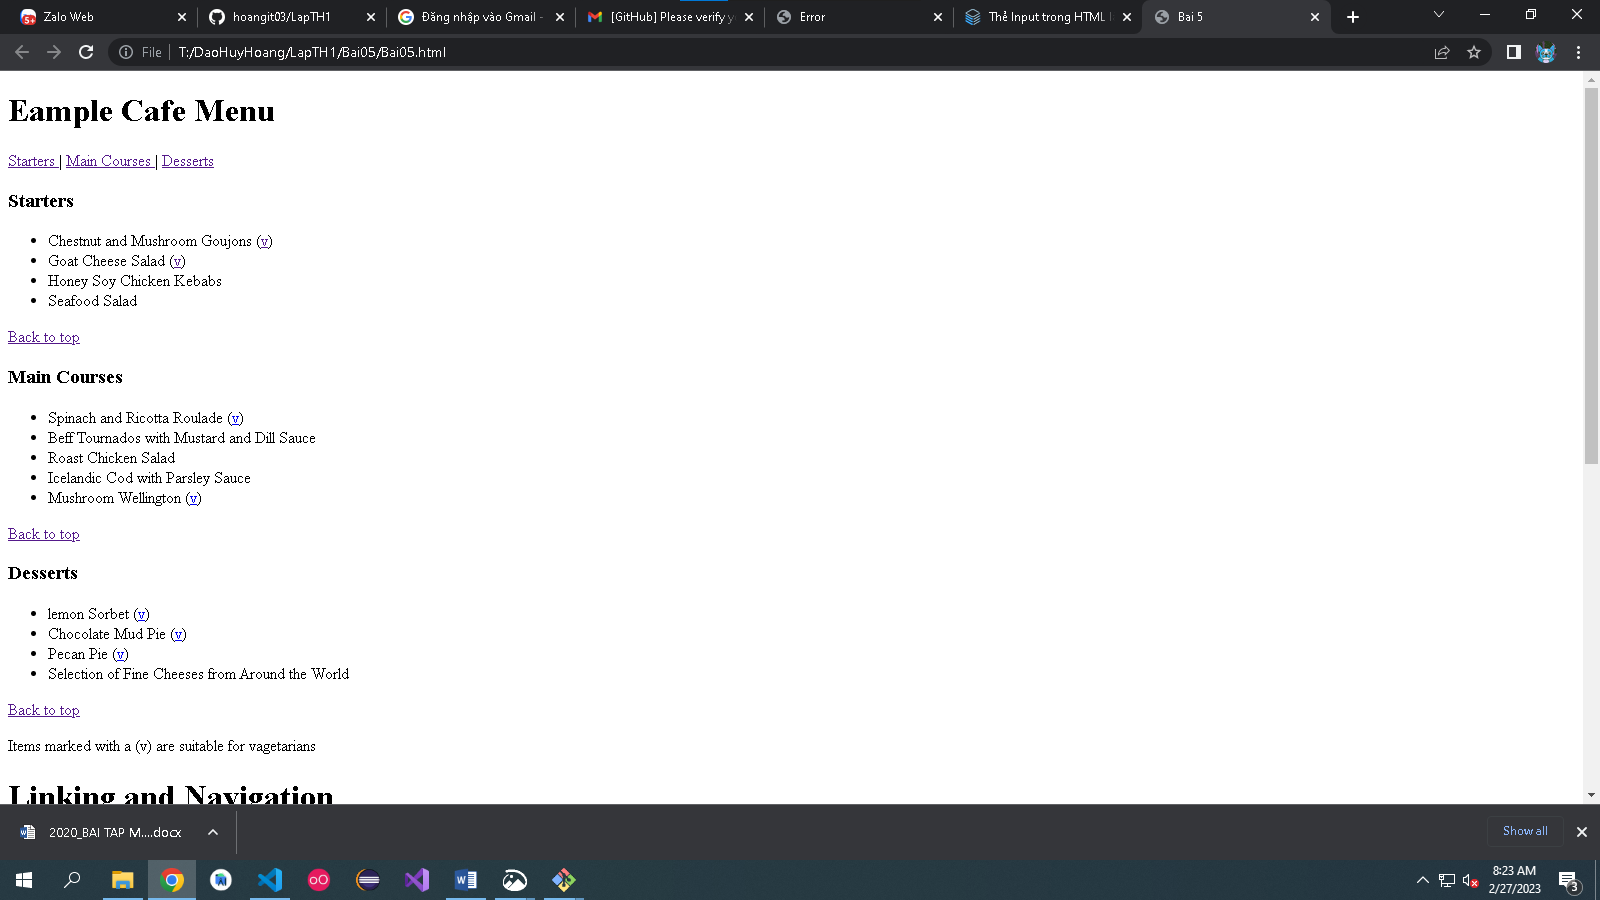 Zalo Web
hoangit03/LapTH1
Đăng nhập vào Gmail -
[GitHub] Please verify y
Error
Thẻ Input trong HTML l
Bai 5
File
T:/DaoHuyHoang/LapTH1/Bai05/Bai05.html
Eample Cafe Menu
Starters | Main Courses | Desserts
Starters
Chestnut and Mushroom Goujons (v)
Goat Cheese Salad (v)
Honey Soy Chicken Kebabs
Seafood Salad
Back to top
Main Courses
Spinach and Ricotta Roulade (v)
Beff Tournados with Mustard and Dill Sauce
Roast Chicken Salad
Icelandic Cod with Parsley Sauce
Mushroom Wellington (v)
Back to top
Desserts
lemon Sorbet (v)
Chocolate Mud Pie (v)
Pecan Pie (v)
Selection of Fine Cheeses from Around the World
Back to top
Items marked with a (v) are suitable for vagetarians
Linking and Navigation
2020_BAI TAP M....docx
Show all
8:23 AM
2/27/2023
3